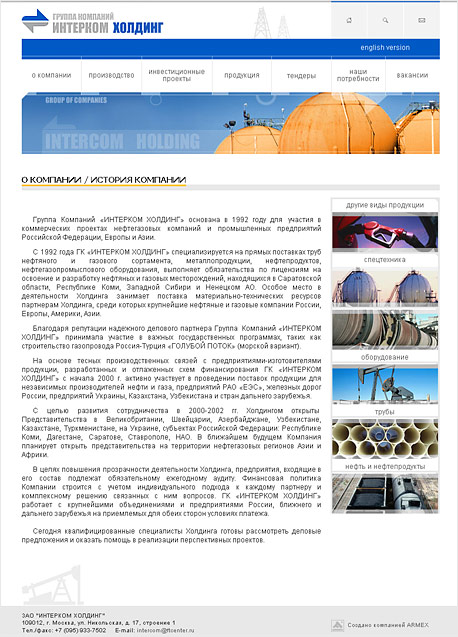 ГРУППА КОМПАНИЙ
ИНТЕРКОМ ХОЛДИНГ
english version
о компании
производство
инвестиционные
проекты
продукция
тендеры
наши
потребности
вакансии
GROUP OF COMPANIES
INTERCOM HOLDING
О КОМПАНИИ / ИСТОРИЯ КОМПАНИИ
Группа Компаний «ИНТЕРКОМ ХОЛДИНГ» основана в 1992 году для участия в
коммерческих проектах нефтегазовых компаний и промышленных предприятий
Российской Федерации, Европы и Азии.
С 1992 года ГК «ИНТЕРКОМ ХОЛДИНГ» специализируется на прямых поставках труб
нефтяного и газового сортамента, металлопродукции, нефтепродуктов,
нефтегазопромыслового оборудования, выполняет обязательства по лицензиям на
освоение и разработку нефтяных и газовых месторождений, находящихся в Саратовской
области, Республике Коми, Западной Сибири и Ненецком АО. Особое место в
деятельности Холдинга занимает поставка материально-технических ресурсов
партнерам Холдинга, среди которых крупнейшие нефтяные и газовые компании России,
Европы, Америки, Азии.
Благодаря репутации надежного делового партнера Группа Компаний «ИНТЕРКОМ
ХОЛДИНГ» принимала участие в важных государственных программах, таких как
строительство газопровода Россия-Турция «ГОЛУБОЙ ПОТОК» (морской вариант).
На основе тесных производственных связей с предприятиями-изготовителями
продукции, разработанных и отлаженных схем финансирования ГК «ИНТЕРКОМ
ХОЛДИНГ» с начала 2000 г. активно участвует в проведении поставок продукции для
независимых производителей нефти и газа, предприятий РАО «ЕЭС», железных дорог
России, предприятий Украины, Казахстана, Узбекистана и стран дальнего зарубежья.
С целью развития сотрудничества в 2000-2002 гг. Холдингом открыты
Представительства в Великобритании, Швейцарии, Азербайджане, Узбекистане,
Казахстане, Туркменистане, на Украине, субъектах Российской Федерации: Республике
Коми, Дагестане, Саратове, Ставрополе, НАО. В ближайшем будущем Компания
планирует открыть представительства на территории нефтегазовых регионов Азии и
Африки.
В целях повышения прозрачности деятельности Холдинга, предприятия, входящие в
его состав подлежат обязательному ежегодному аудиту. Финансовая политика
Компании строится с учетом индивидуального подхода к каждому партнеру и
комплексному решению связанных с ним вопросов. ГК «ИНТЕРКОМ ХОЛДИНГ»
работает с крупнейшими объединениями и предприятиями России, ближнего и
дальнего зарубежья на приемлемых для обеих сторон условиях платежа.
Сегодня квалифицированные специалисты Холдинга готовы рассмотреть деловые
предложения и оказать помощь в реализации перспективных проектов.
другие виды продукции
спецтехника
оборудование
трубы
нефть и нефтепродукты
ЗАО "ИНТЕРКОМ ХОЛДИНГ"
109012, г. Москва, ул. Никольская, д. 17, строение 1
Тел./факс: +7 (095) 933-7502 E-mail: intercom@ftcenter.ru
Создано компанией ARMEX